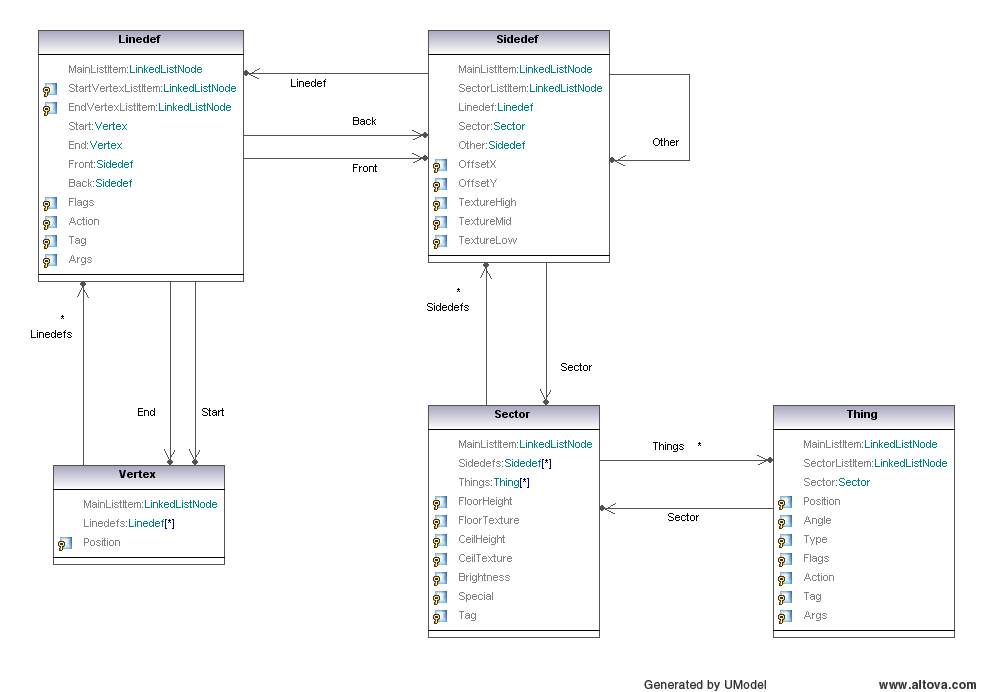 Linedef
MainListItem:LinkedListNode
StartVertexListItem:LinkedListNode
EndVertexListItem:LinkedListNode
Start:Vertex
End:Vertex
Front:Sidedef
Back:Sidedef
Flags
Action
Tag
Args
Linedef
Back
Front
Sidedef
MainListItem:LinkedListNode
SectorListItem:LinkedListNode
Linedef:Linedef
Sector:Sector
Other:Sidedef
OffsetX
OffsetY
TextureHigh
TextureMid
TextureLow
Other
*
Linedefs
End
Start
*
Sidedefs
Sector
Vertex
MainListItem:LinkedListNode
Linedefs:Linedef[*]
Position
Sector
MainListItem:LinkedListNode
Sidedefs:Sidedef[*]
Things:Thing[*]
FloorHeight
FloorTexture
CeilHeight
CeilTexture
Brightness
Special
Tag
Things *
Sector
Thing
MainListItem:LinkedListNode
SectorListItem:LinkedListNode
Sector:Sector
Position
Angle
Type
Flags
Action
Tag
Args
Generated by UModel www.altova.com